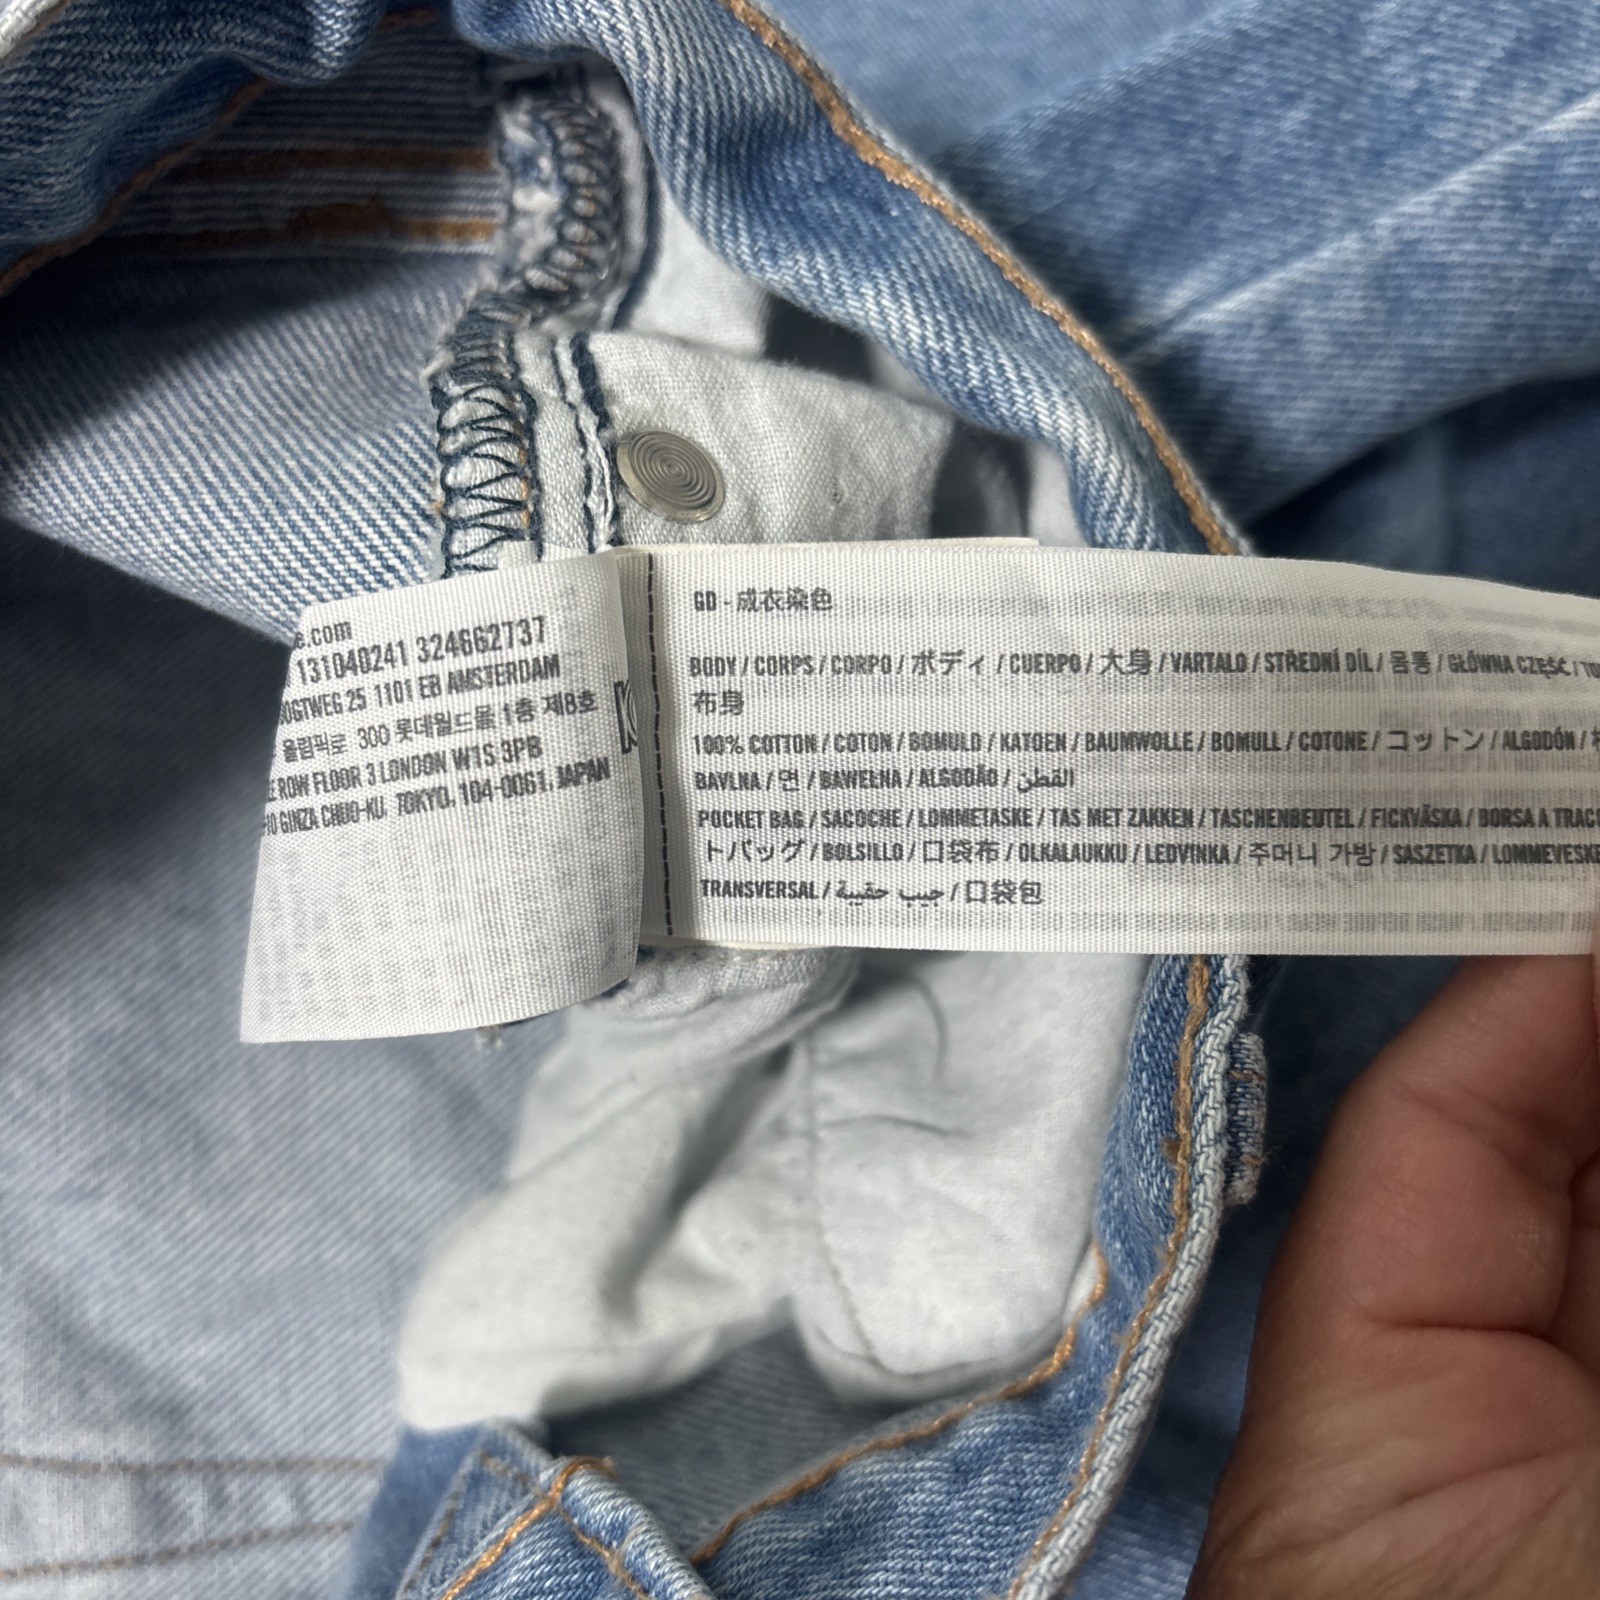 .com
131040241 324662737
OGTWEG 25 1101 EB AMSTERDAM
올림픽로 300 롯데월드몰 1층 제8호
ROW FLOOR 3 LONDON W1S 3PB
GINZA CHUO-KU, TOKYO, 104-0061, JAPAN
GD - 成衣染色
BODY / CORPS / CORPO / ボディ / CUERPO / 大身 / VARTALO / STŘEDNÍ DÍL / 몸통 / GŁÓWNA CZĘŚĆ /
布身
100% COTTON / COTON / BOMULD / KATOEN / BAUMWOLLE / BOMULL / COTONE / コットン / ALGODÓN /
BAVLNA / 면 / BAWEŁNA / ALGODÃO / القطن
POCKET BAG / SACOCHE / LOMMETASKE / TAS MET ZAKKEN / TASCHENBEUTEL / FICKVÄSKA / BORSA A
トバッグ / BOLSILLO / 口袋布 / OLKALAUKKU / LEDVINKA / 주머니 가방 / SASZETKA / LOMMEVESKE
TRANSVERSAL / جيب حقيبة / 口袋包